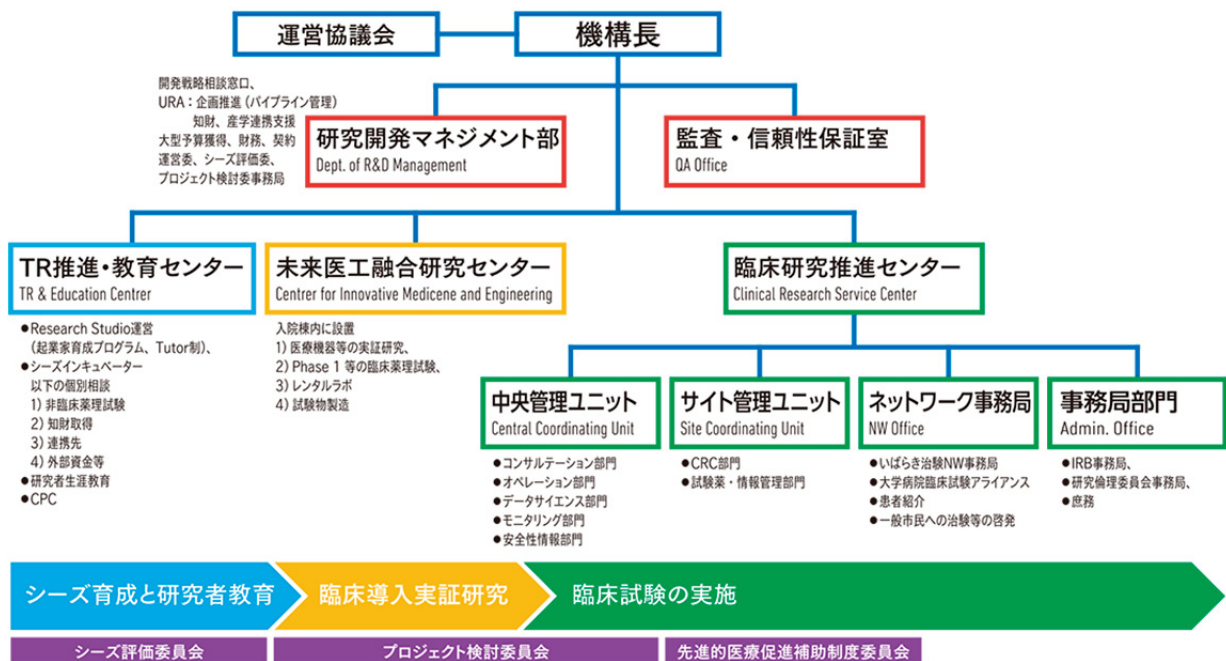 運営協議会
機構長
開発戦略相談窓口、
URA：企画推進（パイプライン管理）
知財、産学連携支援
大型予算獲得、財務、契約
運営委、シーズ評価委、
プロジェクト検討委事務局
研究開発マネジメント部
Dept. of R&D Management
監査・信頼性保証室
QA Office
TR推進・教育センター
TR & Education Centrer
●Research Studio運営
（起業家育成プログラム、Tutor制）、
●シーズインキュベーター
以下の個別相談
1) 非臨床薬理試験
2) 知財取得
3) 連携先
4) 外部資金等
●研究者生涯教育
●CPC
未来医工融合研究センター
Centrer for Innovative Medicene and Engineering
入院棟内に設置
1) 医療機器等の実証研究、
2) Phase 1 等の臨床薬理試験、
3) レンタルラボ
4) 試験物製造
臨床研究推進センター
Clinical Research Service Center
中央管理ユニット
Central Coordinating Unit
●コンサルテーション部門
●オペレーション部門
●データサイエンス部門
●モニタリング部門
●安全性情報部門
サイト管理ユニット
Site Coordinating Unit
●CRC部門
●試験薬・情報管理部門
ネットワーク事務局
NW Office
●いばらき治験NW事務局
●大学病院臨床試験アライアンス
●患者紹介
●一般市民への治験等の啓発
事務局部門
Admin. Office
●IRB事務局、
●研究倫理委員会事務局、
●庶務
シーズ育成と研究者教育
臨床導入実証研究
臨床試験の実施
シーズ評価委員会
プロジェクト検討委員会
先進的医療促進補助制度委員会